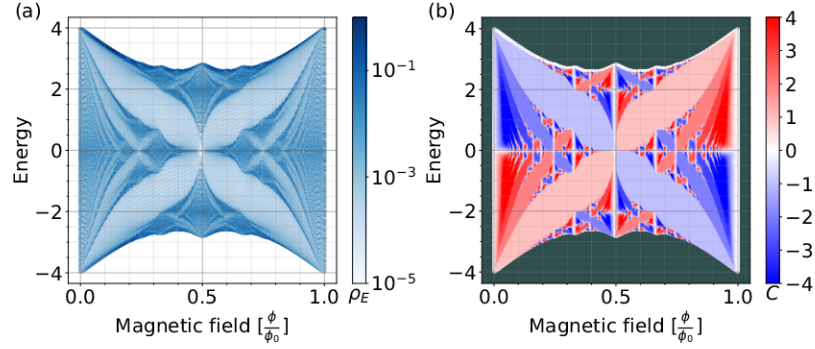 (a)
4
2
0
−2
−4
Energy
0.0 0.5 1.0
Magnetic field [ϕ/ϕ₀]
10⁻¹
10⁻³
10⁻⁵
ρ_E
(b)
4
2
0
−2
−4
Energy
0.0 0.5 1.0
Magnetic field [ϕ/ϕ₀]
4
3
2
1
0
−1
−2
−3
−4
C